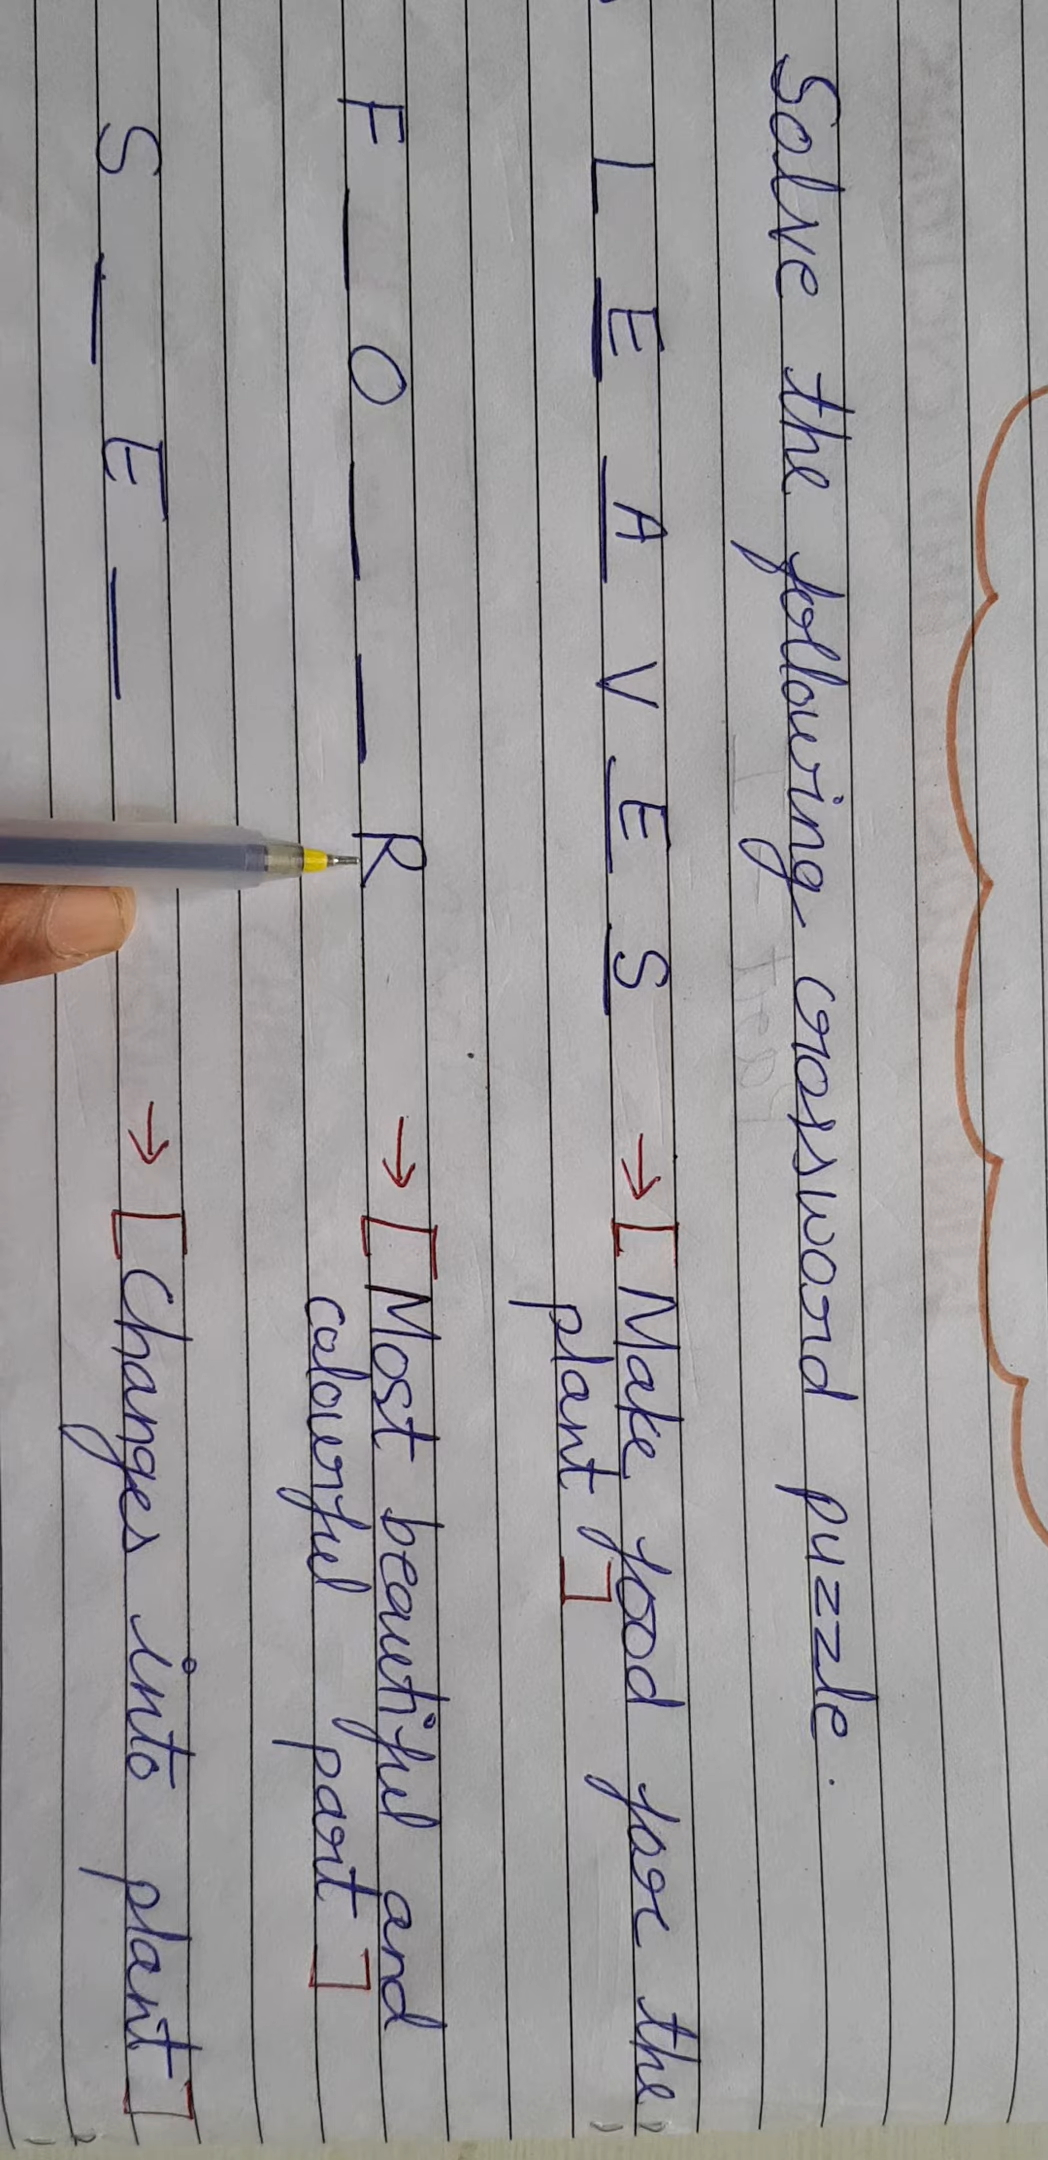 Solve the following crossword puzzle.
L E A V E S → [Make food for the
plant]
F _ O _ _ R → [Most beautiful and
colourful part]
S _ E _ → [Changes into plant]